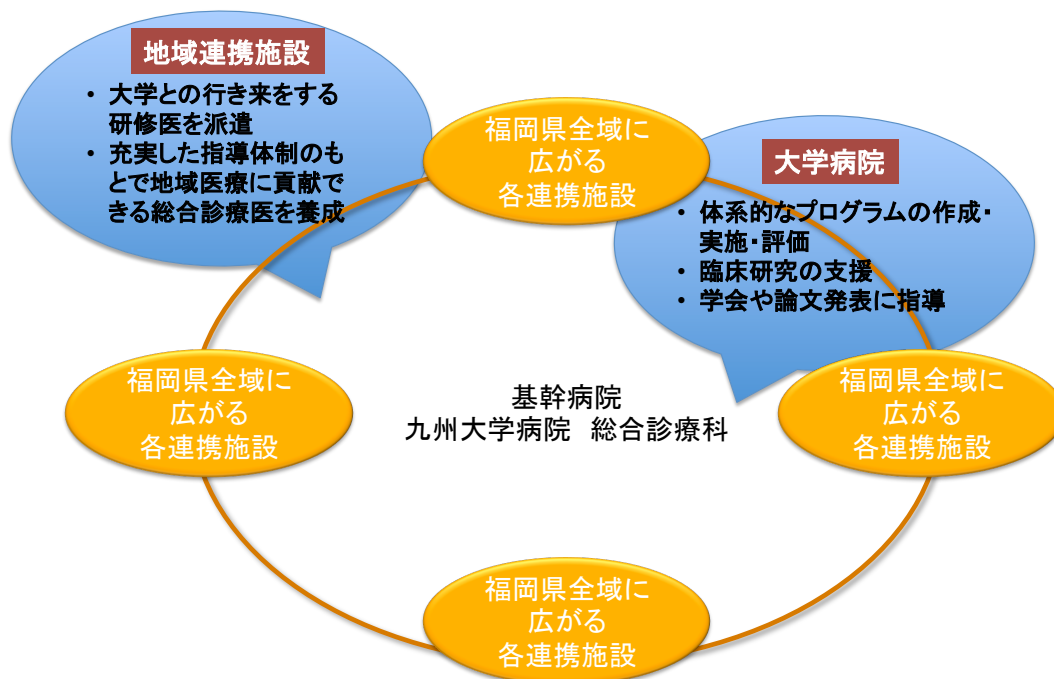 地域連携施設
・ 大学との行き来をする
研修医を派遣
・ 充実した指導体制のも
とで地域医療に貢献で
きる総合診療医を養成
福岡県全域に
広がる
各連携施設
大学病院
・ 体系的なプログラムの作成・
実施・評価
・ 臨床研究の支援
・ 学会や論文発表に指導
福岡県全域に
広がる
各連携施設
基幹病院
九州大学病院 総合診療科
福岡県全域に
広がる
各連携施設
福岡県全域に
広がる
各連携施設